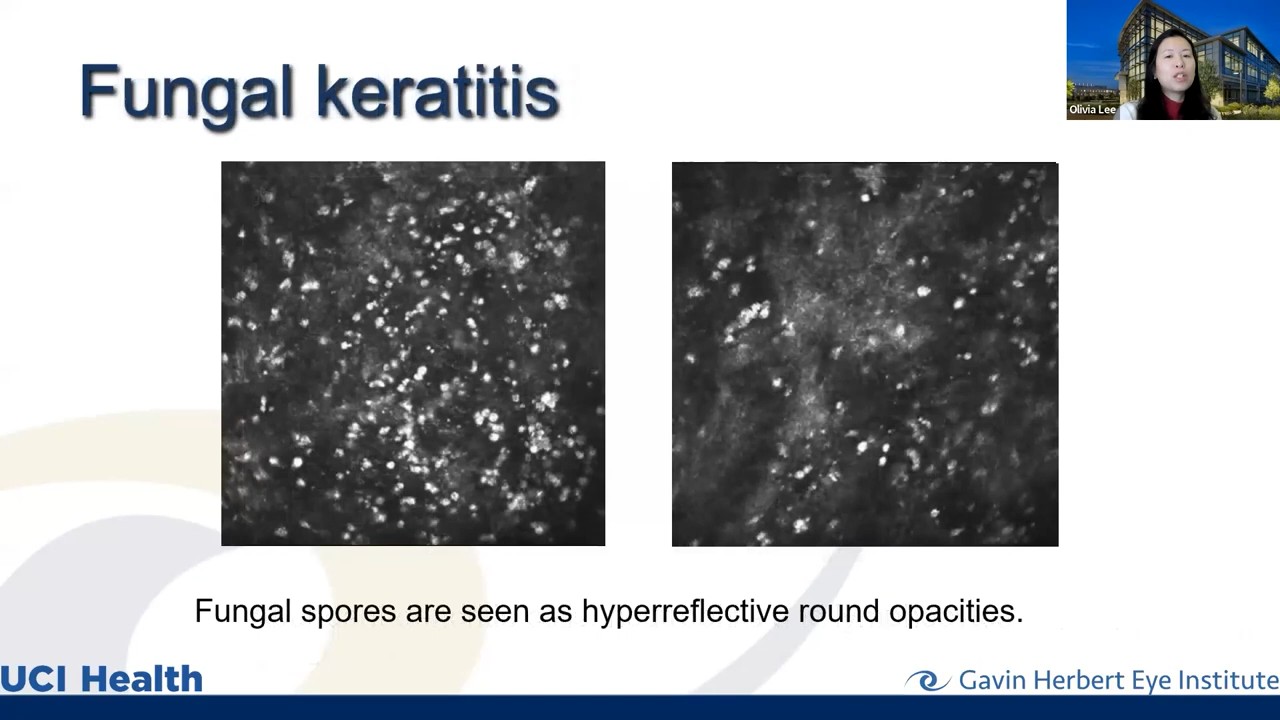 Fungal keratitis
Olivia Lee
Fungal spores are seen as hyperreflective round opacities.
UCI Health
Gavin Herbert Eye Institute